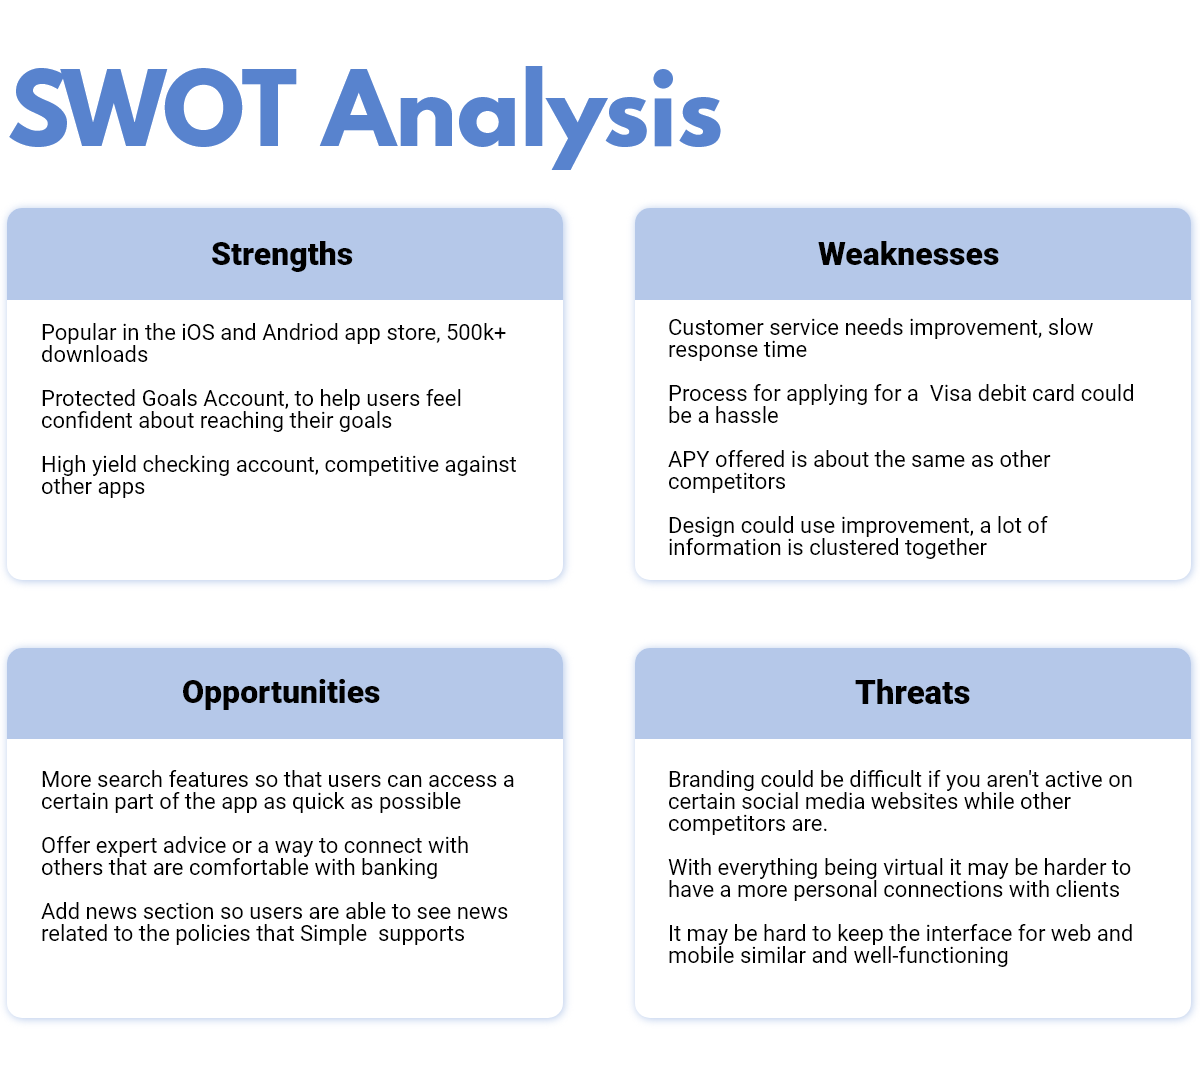 SWOT Analysis
Strengths
Popular in the iOS and Andriod app store, 500k+
downloads
Protected Goals Account, to help users feel
confident about reaching their goals
High yield checking account, competitive against
other apps
Weaknesses
Customer service needs improvement, slow
response time
Process for applying for a  Visa debit card could
be a hassle
APY offered is about the same as other
competitors
Design could use improvement, a lot of
information is clustered together
Opportunities
More search features so that users can access a
certain part of the app as quick as possible
Offer expert advice or a way to connect with
others that are comfortable with banking
Add news section so users are able to see news
related to the policies that Simple  supports
Threats
Branding could be difficult if you aren't active on
certain social media websites while other
competitors are.
With everything being virtual it may be harder to
have a more personal connections with clients
It may be hard to keep the interface for web and
mobile similar and well-functioning